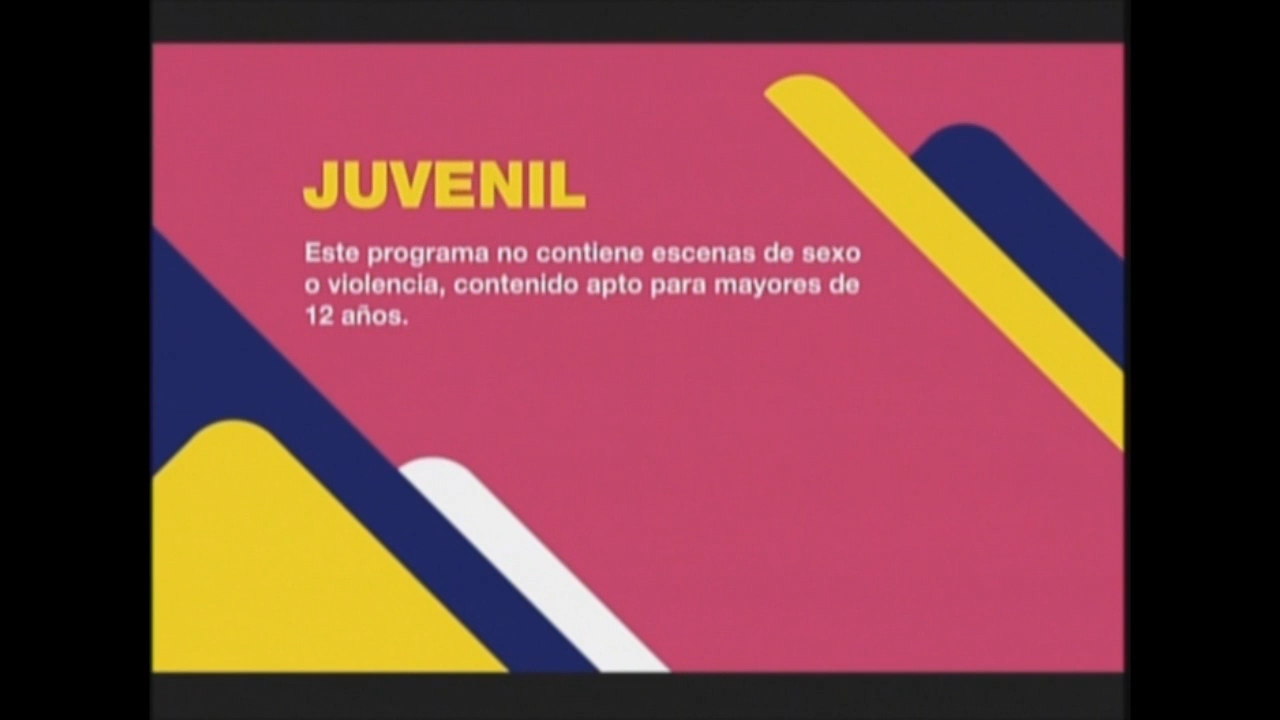 JUVENIL
Este programa no contiene escenas de sexo
o violencia, contenido apto para mayores de
12 años.